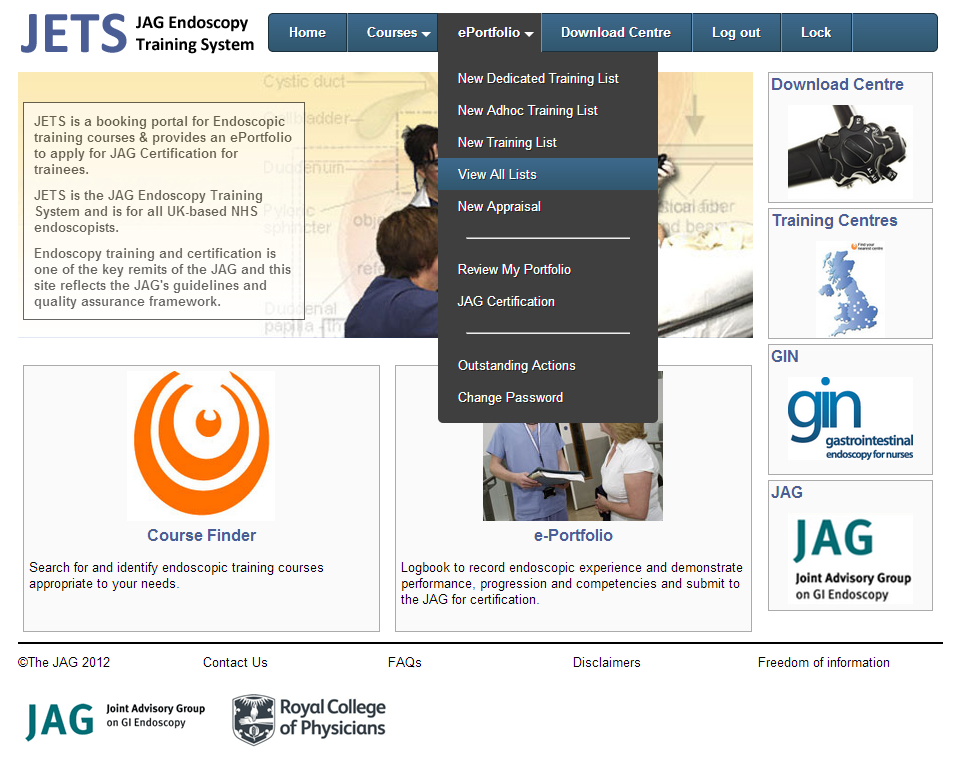 JETS JAG Endoscopy
Training System
Home
Courses
ePortfolio
Download Centre
Log out
Lock
New Dedicated Training List
New Adhoc Training List
New Training List
View All Lists
New Appraisal
Review My Portfolio
JAG Certification
Outstanding Actions
Change Password
Cystic duct
JETS is a booking portal for Endoscopic
training courses & provides an ePortfolio
to apply for JAG Certification for
trainees.
JETS is the JAG Endoscopy Training
System and is for all UK-based NHS
endoscopists.
Endoscopy training and certification is
one of the key remits of the JAG and this
site reflects the JAG's guidelines and
quality assurance framework.
Download Centre
Training Centres
Find your
nearest centre
GIN
gin
gastrointestinal
endoscopy for nurses
JAG
JAG
Joint Advisory Group
on GI Endoscopy
Course Finder
Search for and identify endoscopic training courses
appropriate to your needs.
e-Portfolio
Logbook to record endoscopic experience and demonstrate
performance, progression and competencies and submit to
the JAG for certification.
©The JAG 2012
Contact Us
FAQs
Disclaimers
Freedom of information
JAG Joint Advisory Group
on GI Endoscopy
Royal College
of Physicians